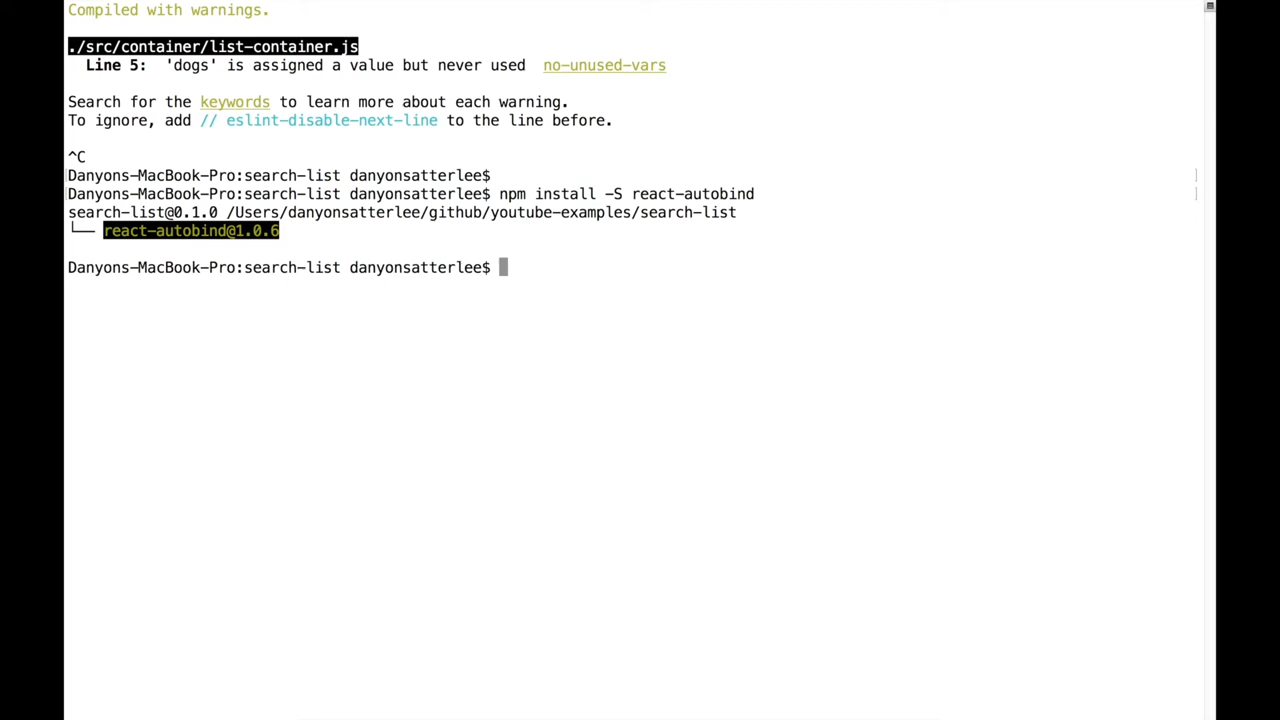 Compiled with warnings.
./src/container/list-container.js
Line 5: 'dogs' is assigned a value but never used no-unused-vars
Search for the keywords to learn more about each warning.
To ignore, add // eslint-disable-next-line to the line before.
^C
Danyons-MacBook-Pro:search-list danyonsatterlee$
Danyons-MacBook-Pro:search-list danyonsatterlee$ npm install -S react-autobind
search-list@0.1.0 /Users/danyonsatterlee/github/youtube-examples/search-list
└── react-autobind@1.0.6
Danyons-MacBook-Pro:search-list danyonsatterlee$